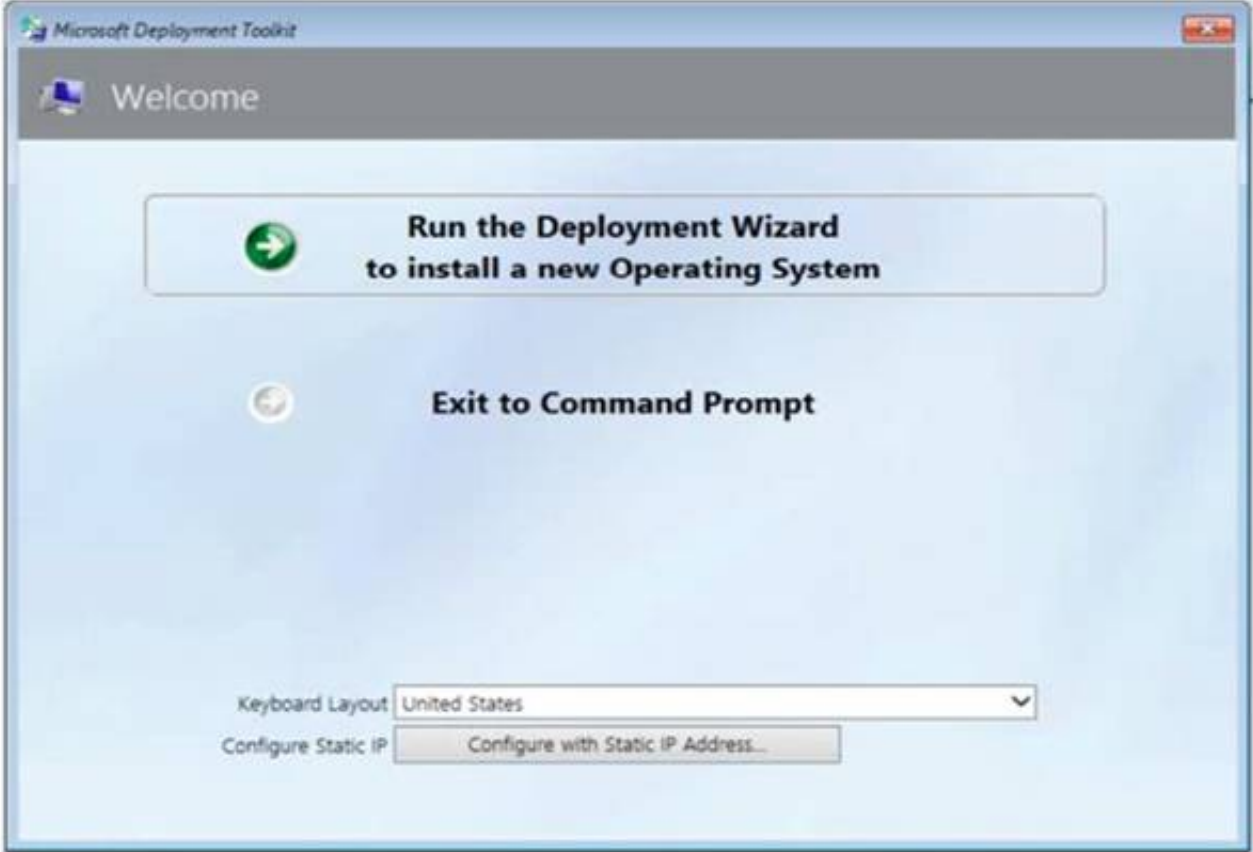 Microsoft Deployment Toolkit
Welcome
Run the Deployment Wizard
to install a new Operating System
Exit to Command Prompt
Keyboard Layout United States
Configure Static IP Configure with Static IP Address...